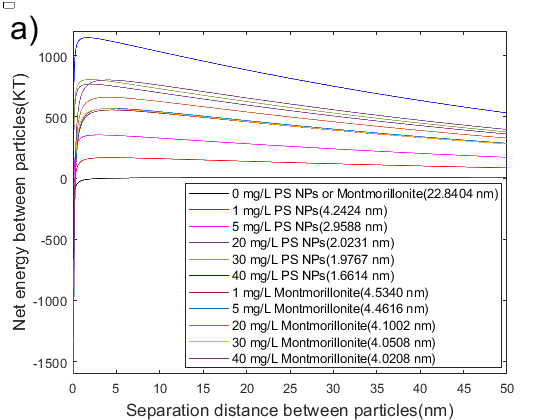 a)
Net energy between particles(KT)
1000
500
0
-500
-1000
-1500
0 mg/L PS NPs or Montmorillonite(22.8404 nm)
1 mg/L PS NPs(4.2424 nm)
5 mg/L PS NPs(2.9588 nm)
20 mg/L PS NPs(2.0231 nm)
30 mg/L PS NPs(1.9767 nm)
40 mg/L PS NPs(1.6614 nm)
1 mg/L Montmorillonite(4.5340 nm)
5 mg/L Montmorillonite(4.4616 nm)
20 mg/L Montmorillonite(4.1002 nm)
30 mg/L Montmorillonite(4.0508 nm)
40 mg/L Montmorillonite(4.0208 nm)
0 5 10 15 20 25 30 35 40 45 50
Separation distance between particles(nm)